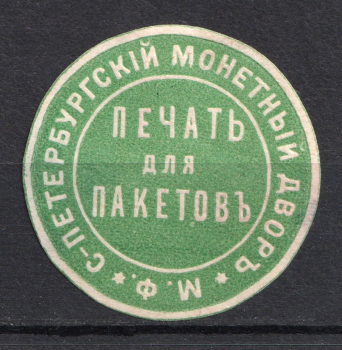 С-ПЕТЕРБУРГСКІЙ МОНЕТНЫЙ ДВОРЪ
М.Ф.
ПЕЧАТЬ
ДЛЯ
ПАКЕТОВЪ